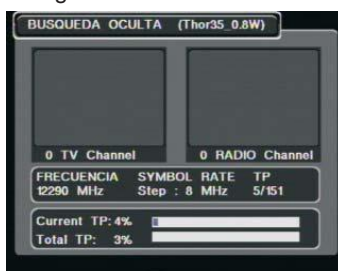 BUSQUEDA OCULTA (Thor35_0.8W)
0 TV Channel 0 RADIO Channel
FRECUENCIA SYMBOL RATE TP
12290 MHz Step : 8 MHz 5/151
Current TP: 4%
Total TP: 3%